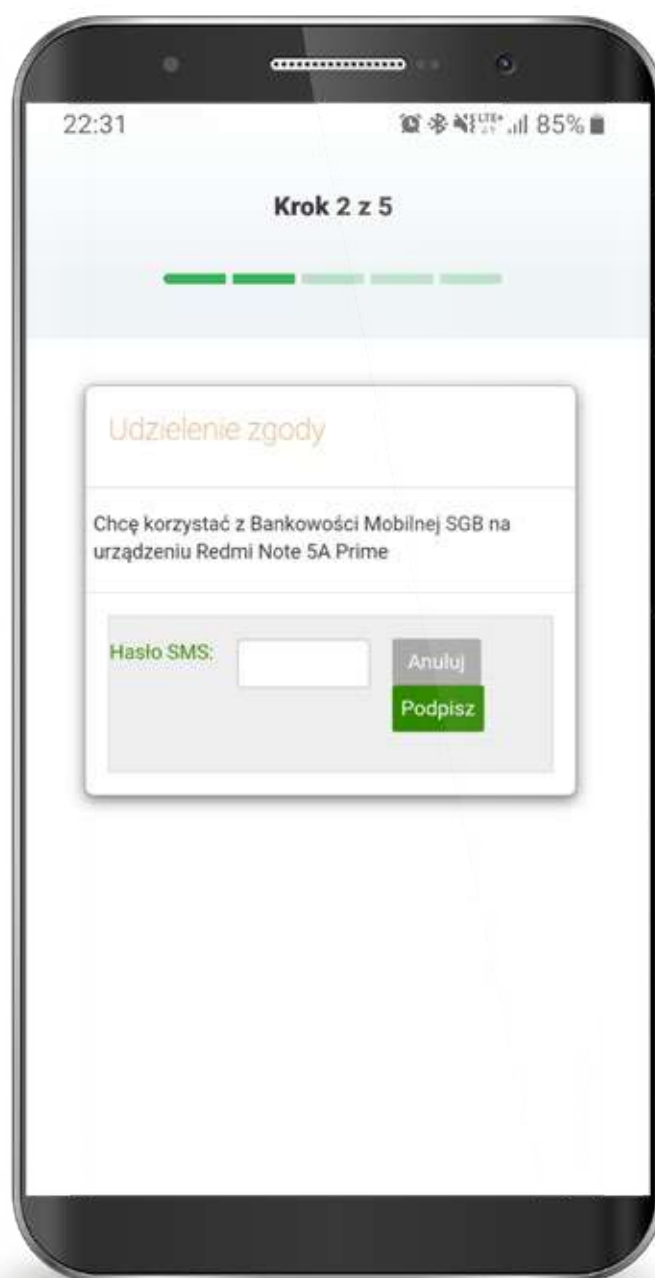 22:31 LTE+ 85%
Krok 2 z 5
Udzielenie zgody
Chcę korzystać z Bankowości Mobilnej SGB na
urządzeniu Redmi Note 5A Prime
Hasło SMS:
Anuluj
Podpisz